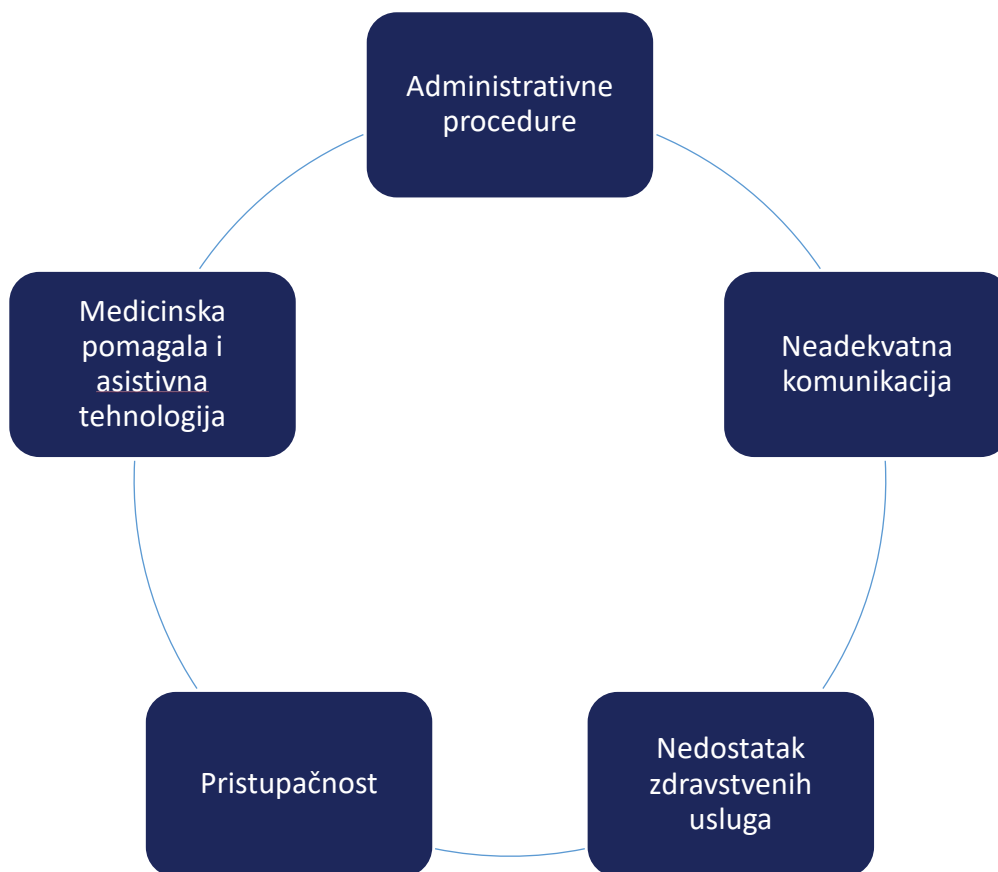 Administrativne
procedure
Neadekvatna
komunikacija
Nedostatak
zdravstvenih
usluga
Pristupačnost
Medicinska
pomagala i
asistivna
tehnologija